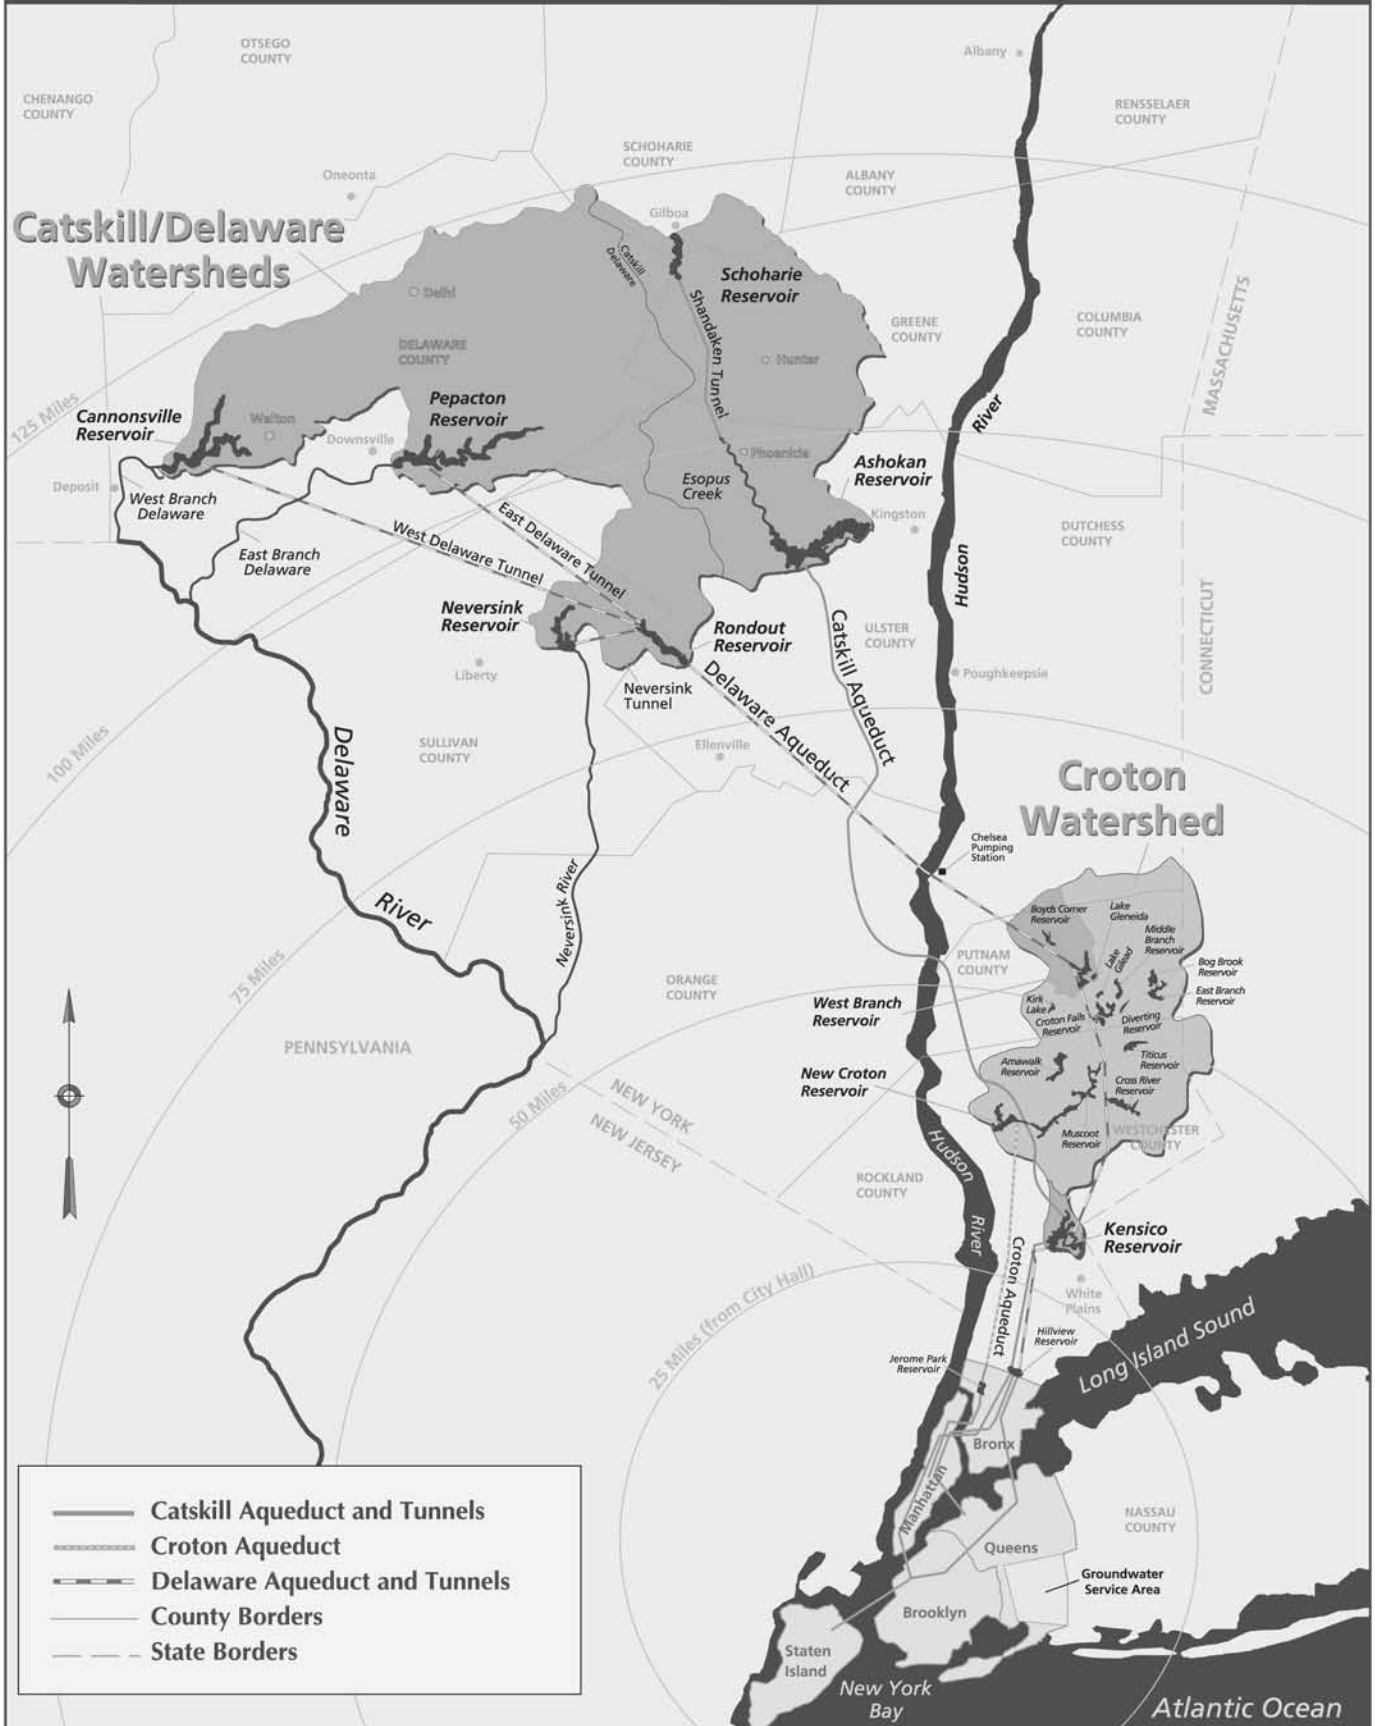 Albany
OTSEGO
COUNTY
CHENANGO
COUNTY
RENSSELAER
COUNTY
SCHOHARIE
COUNTY
ALBANY
COUNTY
Oneonta
Gilboa
Catskill/Delaware
Watersheds
Catskill
Delaware
Schoharie
Reservoir
Delhi
Shandaken Tunnel
GREENE
COUNTY
COLUMBIA
COUNTY
MASSACHUSETTS
DELAWARE
COUNTY
Hunter
125 Miles
Cannonsville
Reservoir
Walton
Pepacton
Reservoir
Downsville
River
Phoenicia
Ashokan
Reservoir
Esopus
Creek
Deposit
West Branch
Delaware
Kingston
DUTCHESS
COUNTY
East Delaware Tunnel
West Delaware Tunnel
East Branch
Delaware
Hudson
CONNECTICUT
Neversink
Reservoir
Rondout
Reservoir
Catskill Aqueduct
ULSTER
COUNTY
Poughkeepsie
Liberty
Neversink
Tunnel
Delaware Aqueduct
100 Miles
Delaware
SULLIVAN
COUNTY
Ellenville
Croton
Watershed
Chelsea
Pumping
Station
River
Neversink River
Boyds Corner
Reservoir
Lake
Gleneida
Middle
Branch
Reservoir
Lake
Gilead
Bog Brook
Reservoir
East Branch
Reservoir
75 Miles
ORANGE
COUNTY
PUTNAM
COUNTY
West Branch
Reservoir
Kirk
Lake
Croton Falls
Reservoir
Diverting
Reservoir
PENNSYLVANIA
Titicus
Reservoir
Amawalk
Reservoir
New Croton
Reservoir
Cross River
Reservoir
50 Miles
NEW YORK
NEW JERSEY
Muscoot
Reservoir
WESTCHESTER
COUNTY
Hudson
River
ROCKLAND
COUNTY
Kensico
Reservoir
Croton Aqueduct
White
Plains
25 Miles (from City Hall)
Hillview
Reservoir
Jerome Park
Reservoir
Long Island Sound
Bronx
Manhattan
NASSAU
COUNTY
Queens
Groundwater
Service Area
Brooklyn
Staten
Island
New York
Bay
Atlantic Ocean
Catskill Aqueduct and Tunnels
Croton Aqueduct
Delaware Aqueduct and Tunnels
County Borders
State Borders